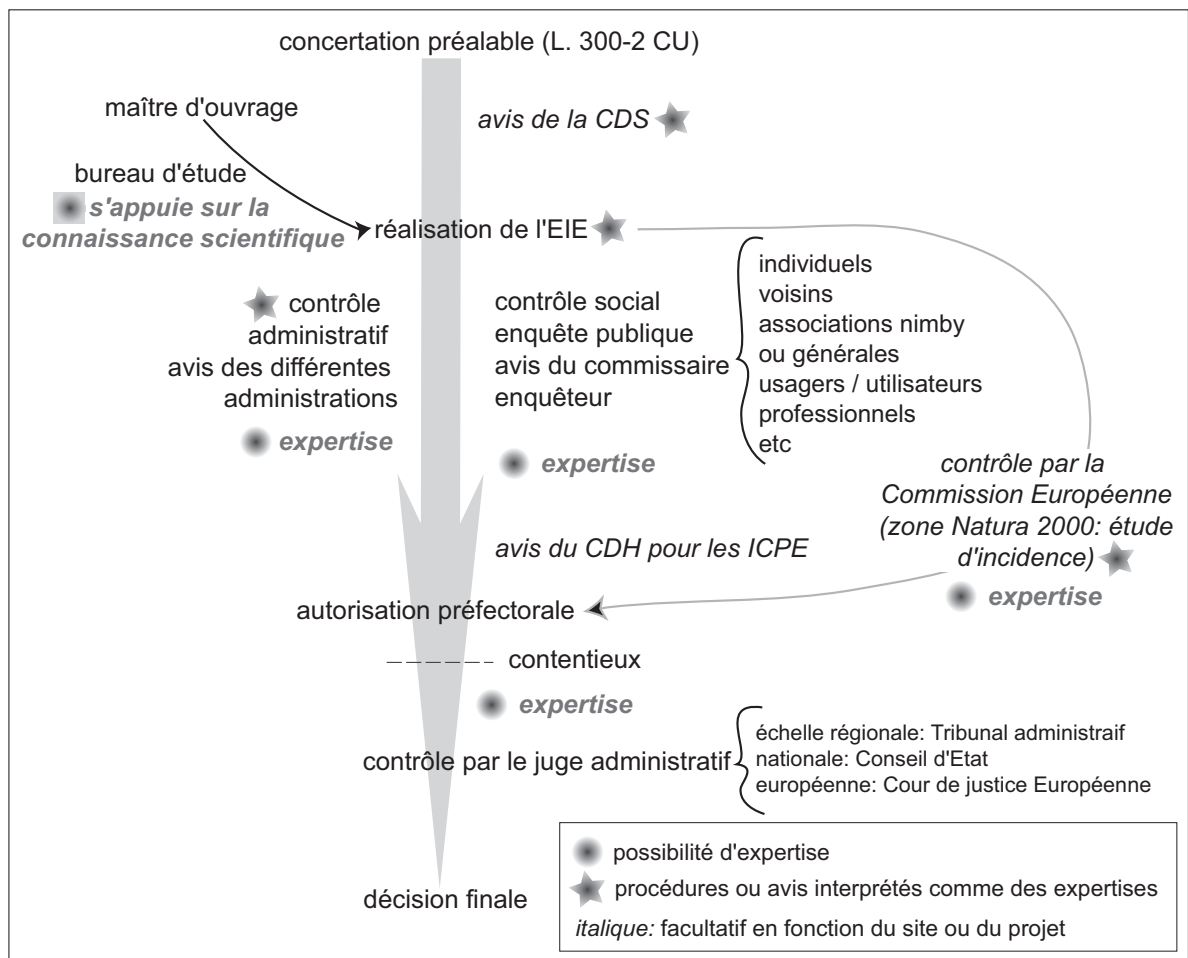 concertation préalable (L. 300-2 CU)
maître d'ouvrage
avis de la CDS
bureau d'étude
s'appuie sur la
connaissance scientifique
réalisation de l'EIE
contrôle
administratif
avis des différentes
administrations
expertise
contrôle social
enquête publique
avis du commissaire
enquêteur
expertise
individuels
voisins
associations nimby
ou générales
usagers / utilisateurs
professionnels
etc
contrôle par la
Commission Européenne
(zone Natura 2000: étude
d'incidence)
expertise
avis du CDH pour les ICPE
autorisation préfectorale
contentieux
expertise
contrôle par le juge administratif
échelle régionale: Tribunal administraif
nationale: Conseil d'Etat
européenne: Cour de justice Européenne
décision finale
possibilité d'expertise
procédures ou avis interprétés comme des expertises
italique: facultatif en fonction du site ou du projet